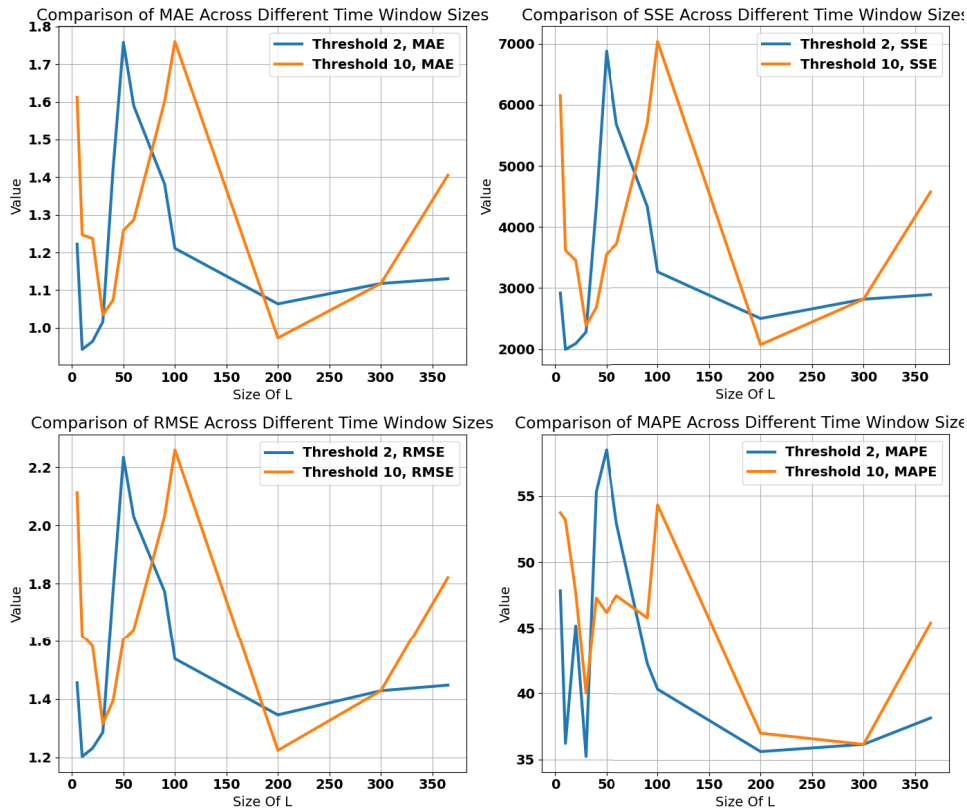 Comparison of MAE Across Different Time Window Sizes
1.8
1.7
1.6
1.5
1.4
1.3
1.2
1.1
1.0
Value
Threshold 2, MAE
Threshold 10, MAE
0 50 100 150 200 250 300 350
Size Of L
Comparison of SSE Across Different Time Window Sizes
7000
6000
5000
4000
3000
2000
Value
Threshold 2, SSE
Threshold 10, SSE
0 50 100 150 200 250 300 350
Size Of L
Comparison of RMSE Across Different Time Window Sizes
2.2
2.0
1.8
1.6
1.4
1.2
Value
Threshold 2, RMSE
Threshold 10, RMSE
0 50 100 150 200 250 300 350
Size Of L
Comparison of MAPE Across Different Time Window Size
55
50
45
40
35
Value
Threshold 2, MAPE
Threshold 10, MAPE
0 50 100 150 200 250 300 350
Size Of L